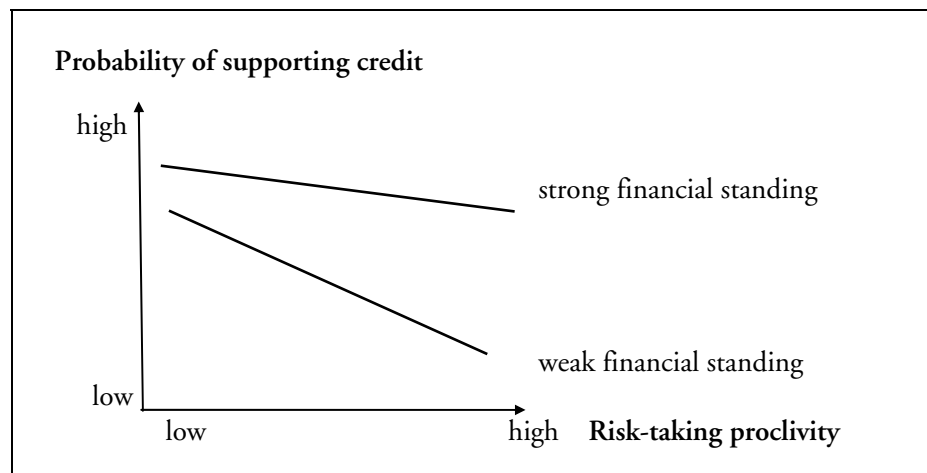 Probability of supporting credit
high
strong financial standing
weak financial standing
low
low
high
Risk-taking proclivity